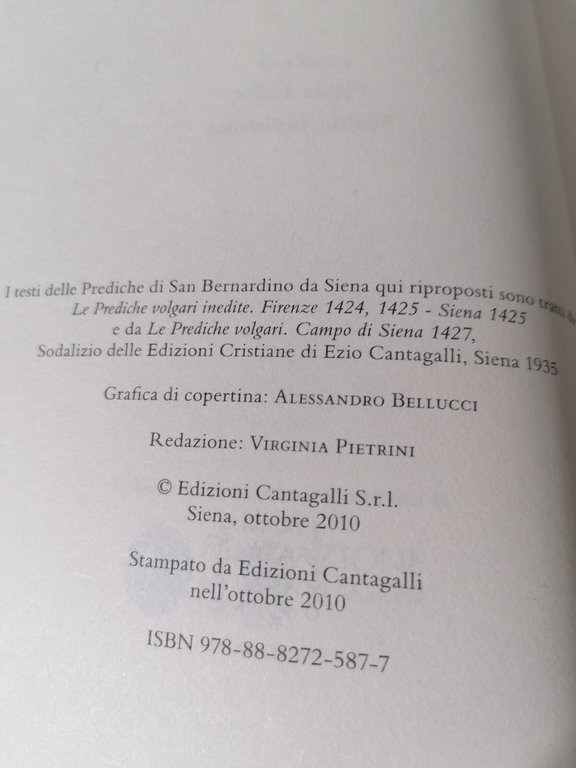 I testi delle Prediche di San Bernardino da Siena qui riproposti sono tratti da
Le Prediche volgari inedite. Firenze 1424, 1425 - Siena 1425
e da Le Prediche volgari. Campo di Siena 1427,
Sodalizio delle Edizioni Cristiane di Ezio Cantagalli, Siena 1935
Grafica di copertina: ALESSANDRO BELLUCCI
Redazione: VIRGINIA PIETRINI
© Edizioni Cantagalli S.r.l.
Siena, ottobre 2010
Stampato da Edizioni Cantagalli
nell'ottobre 2010
ISBN 978-88-8272-587-7